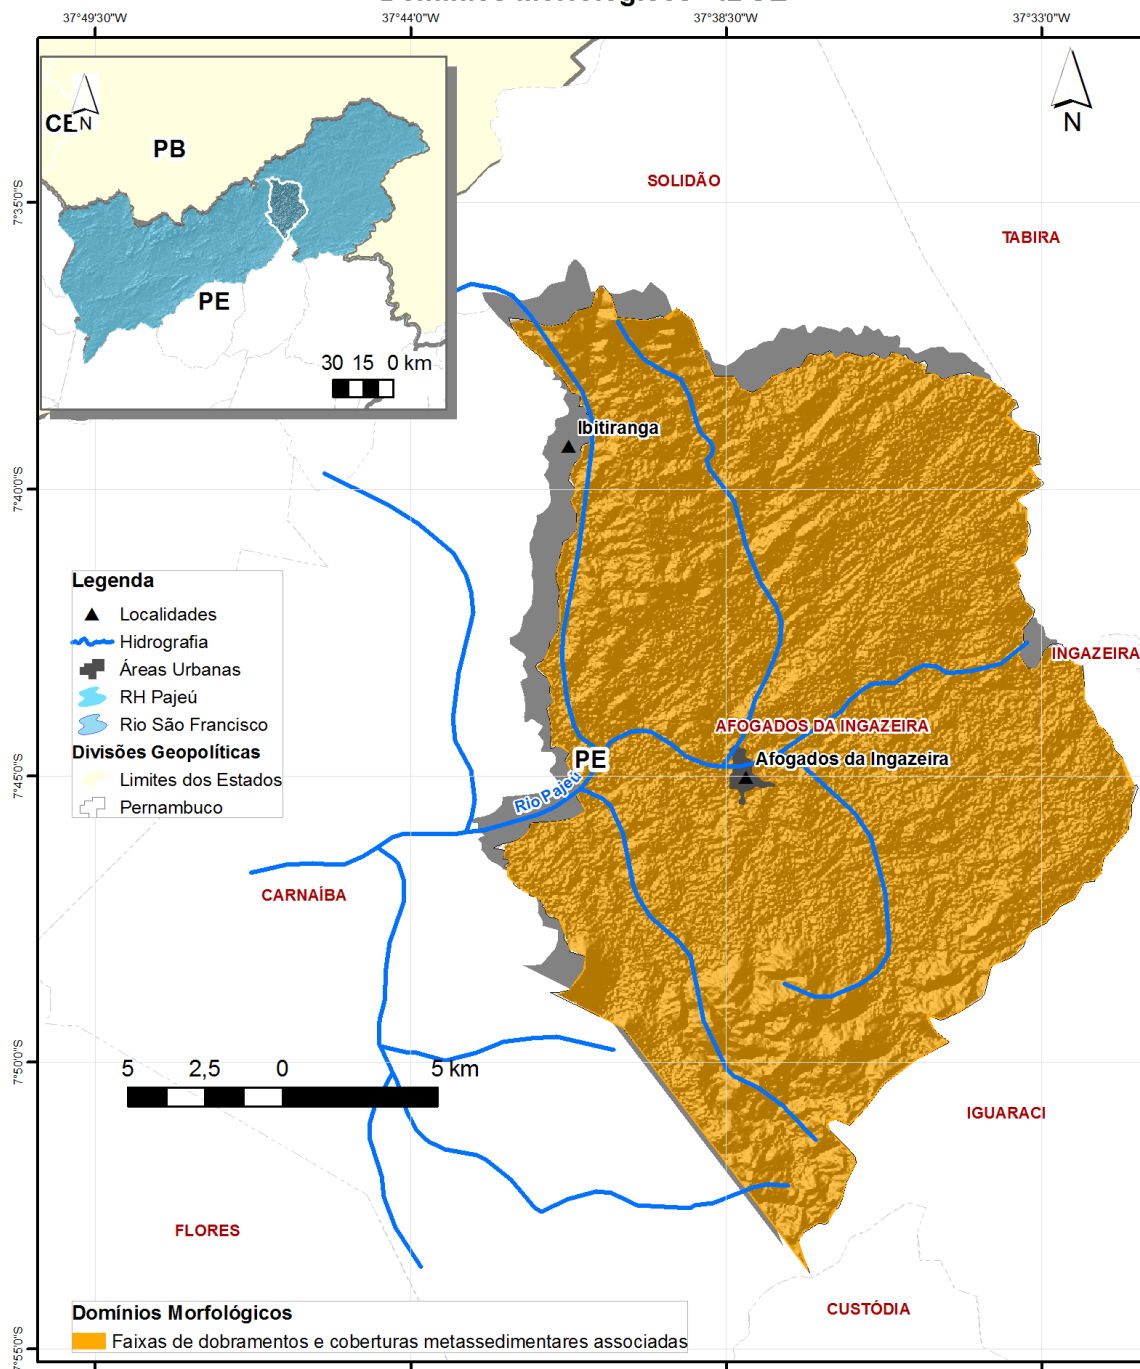 37°49'30"W
37°44'0"W
37°38'30"W
37°33'0"W
CE
N
PB
PE
30 15 0 km
N
SOLIDÃO
TABIRA
7°35'0"S
Ibitiranga
7°40'0"S
Legenda
Localidades
Hidrografia
Áreas Urbanas
RH Pajeú
Rio São Francisco
Divisões Geopolíticas
Limites dos Estados
Pernambuco
INGAZEIRA
AFOGADOS DA INGAZEIRA
Afogados da Ingazeira
PE
Rio Pajeú
7°45'0"S
CARNAÍBA
7°50'0"S
5 2,5 0 5 km
IGUARACI
FLORES
CUSTÓDIA
Domínios Morfológicos
Faixas de dobramentos e coberturas metassedimentares associadas
7°55'0"S